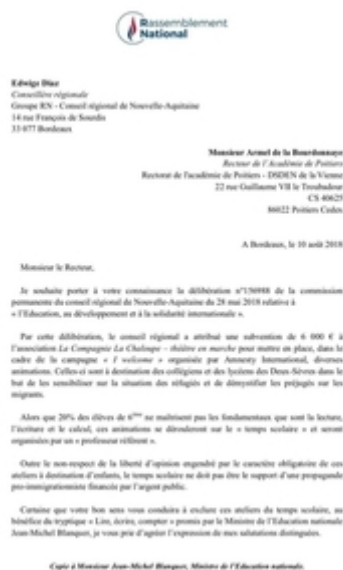 Rassemblement
National
Edwige Diaz
Conseillère régionale
Groupe RN - Conseil régional de Nouvelle-Aquitaine
14 rue François de Sourdis
33 077 Bordeaux
Monsieur Armel de la Bourdonnaye
Recteur de l'Académie de Poitiers
Rectorat de l'académie de Poitiers - DSDEN de la Vienne
22 rue Guillaume VII le Troubadour
CS 40625
86022 Poitiers Cedex
A Bordeaux, le 10 août 2018
Monsieur le Recteur,
Je souhaite porter à votre connaissance la délibération n°156988 de la commission
permanente du conseil régional de Nouvelle-Aquitaine du 28 mai 2018 relative à
« l'Education, au développement et à la solidarité internationale ».
Par cette délibération, le conseil régional a attribué une subvention de 6 000 € à
l'association La Compagnie La Chaloupe – théâtre en marche pour mettre en place, dans le
cadre de la campagne « I welcome » organisée par Amnesty International, diverses
animations. Celles-ci sont à destination des collégiens et des lycéens des Deux-Sèvres dans le
but de les sensibiliser sur la situation des réfugiés et de démystifier les préjugés sur les
migrants.
Alors que 20% des élèves de 6ème ne maîtrisent pas les fondamentaux que sont la lecture,
l'écriture et le calcul, ces animations se dérouleront sur le « temps scolaire » et seront
organisées par un « professeur référent ».
Outre le non-respect de la liberté d'opinion engendré par le caractère obligatoire de ces
ateliers à destination d'enfants, le temps scolaire ne doit pas être le support d'une propagande
pro-immigrationniste financée par l'argent public.
Certaine que votre bon sens vous conduira à exclure ces ateliers du temps scolaire, au
bénéfice du tryptique « Lire, écrire, compter » promis par le Ministre de l'Education nationale
Jean-Michel Blanquer, je vous prie d'agréer l'expression de mes salutations distinguées.
Copie à Monsieur Jean-Michel Blanquer, Ministre de l'Education nationale.